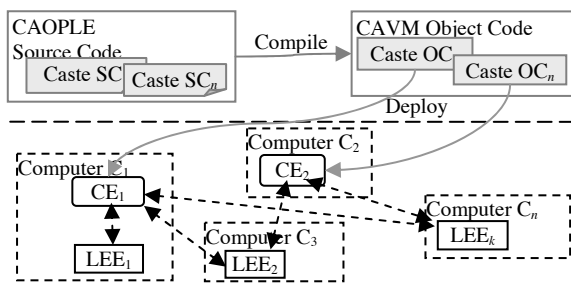 CAOPLE
Source Code
Caste SC
Caste SCn
Compile
CAVM Object Code
Caste OC
Caste OCn
Deploy
Computer C1
CE1
LEE1
Computer C2
CE2
Computer C3
LEE2
Computer Cn
LEEk